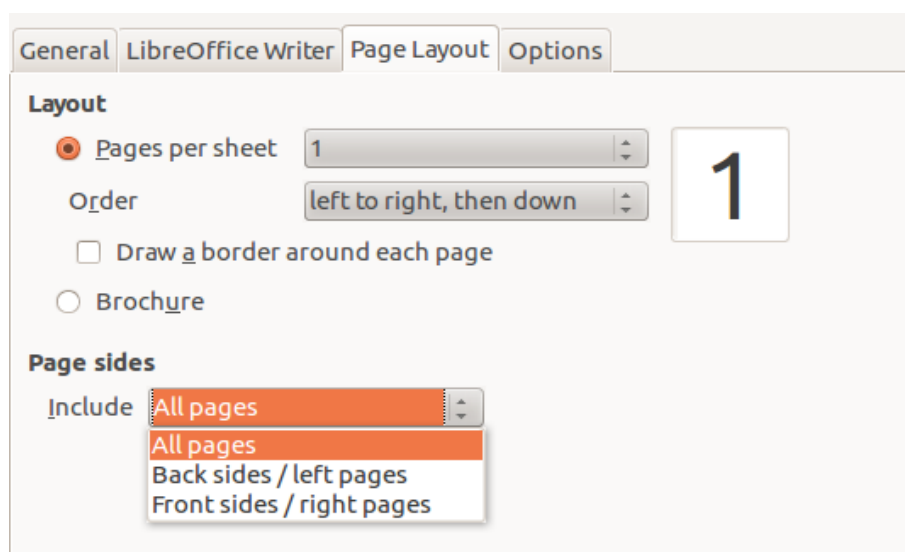 General LibreOffice Writer Page Layout Options
Layout
Pages per sheet 1
1
Order left to right, then down
Draw a border around each page
Brochure
Page sides
Include All pages
All pages
Back sides / left pages
Front sides / right pages